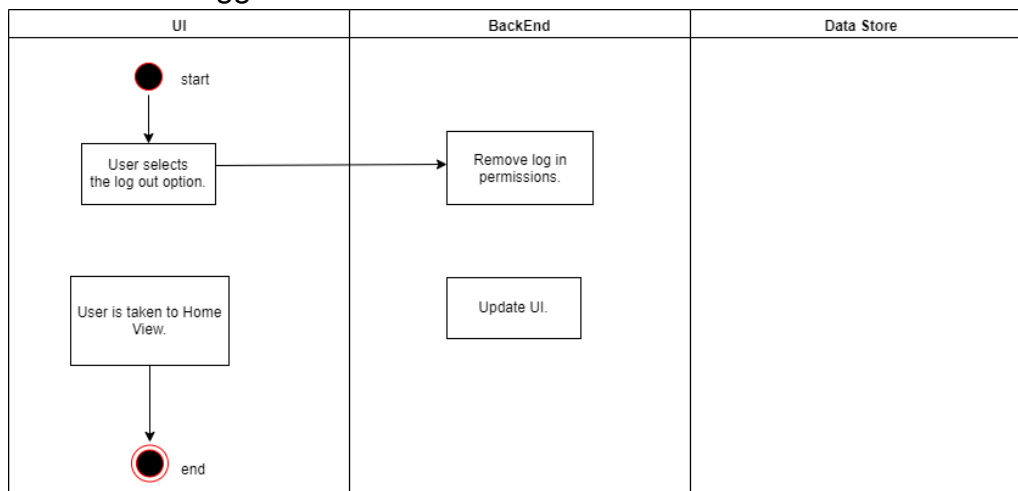 UI
BackEnd
Data Store
start
User selects
the log out option.
Remove log in
permissions.
User is taken to Home
View.
Update UI.
end